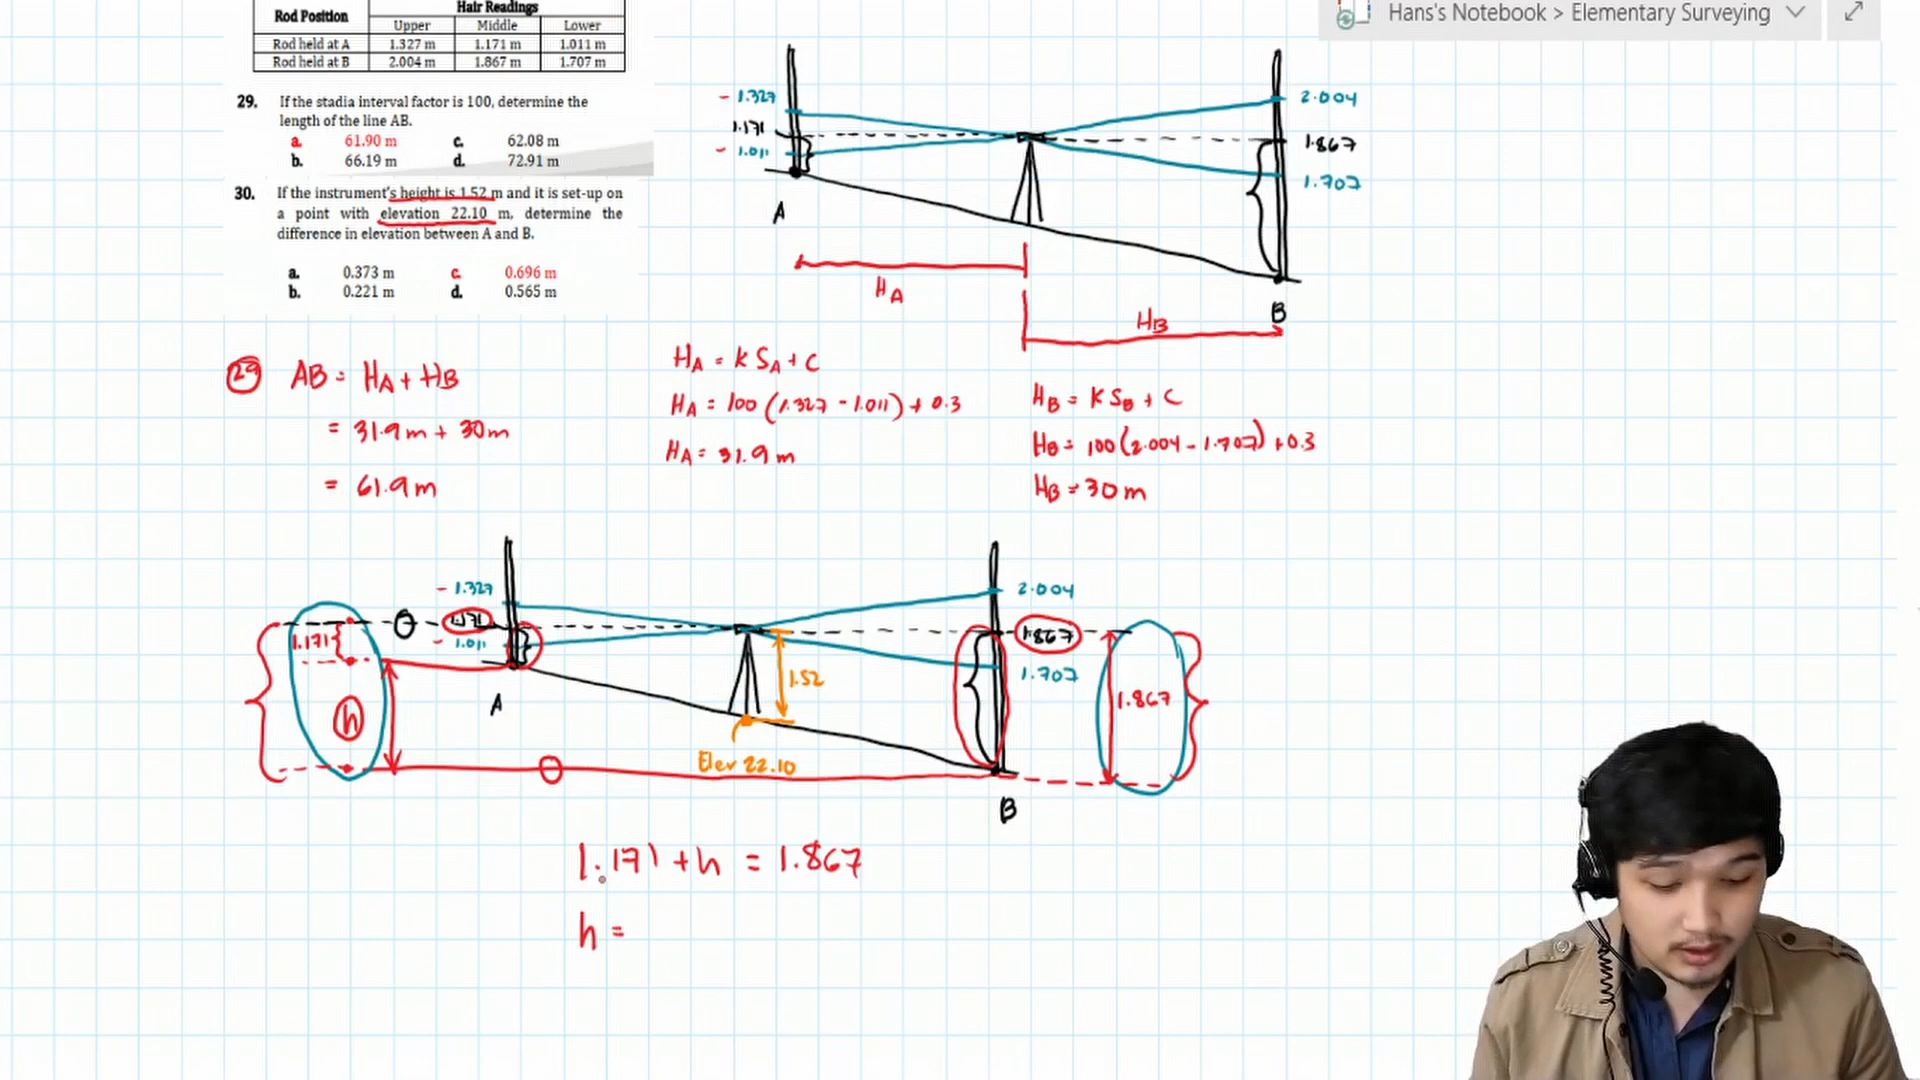 Hans's Notebook > Elementary Surveying
Rod Position Hair Readings
Upper Middle Lower
Rod held at A 1.327 m 1.171 m 1.011 m
Rod held at B 2.004 m 1.867 m 1.707 m
29. If the stadia interval factor is 100, determine the
length of the line AB.
a. 61.90 m c. 62.08 m
b. 66.19 m d. 72.91 m
30. If the instrument's height is 1.52 m and it is set-up on
a point with elevation 22.10 m, determine the
difference in elevation between A and B.
a. 0.373 m c. 0.696 m
b. 0.221 m d. 0.565 m
- 1.327
1.171
- 1.011
2.004
1.867
1.707
A
B
HA
HB
29 AB = HA + HB
= 31.9m + 30m
= 61.9m
HA = K SA + C
HA = 100 (1.327 - 1.011) + 0.3
HA = 31.9 m
HB = K SB + C
HB = 100 (2.004 - 1.707) + 0.3
HB = 30 m
- 1.327
1.171
- 1.011
2.004
1.867
1.707
1.171
h
A
1.52
Elev 22.10
1.867
B
1.171 + h = 1.867
h =